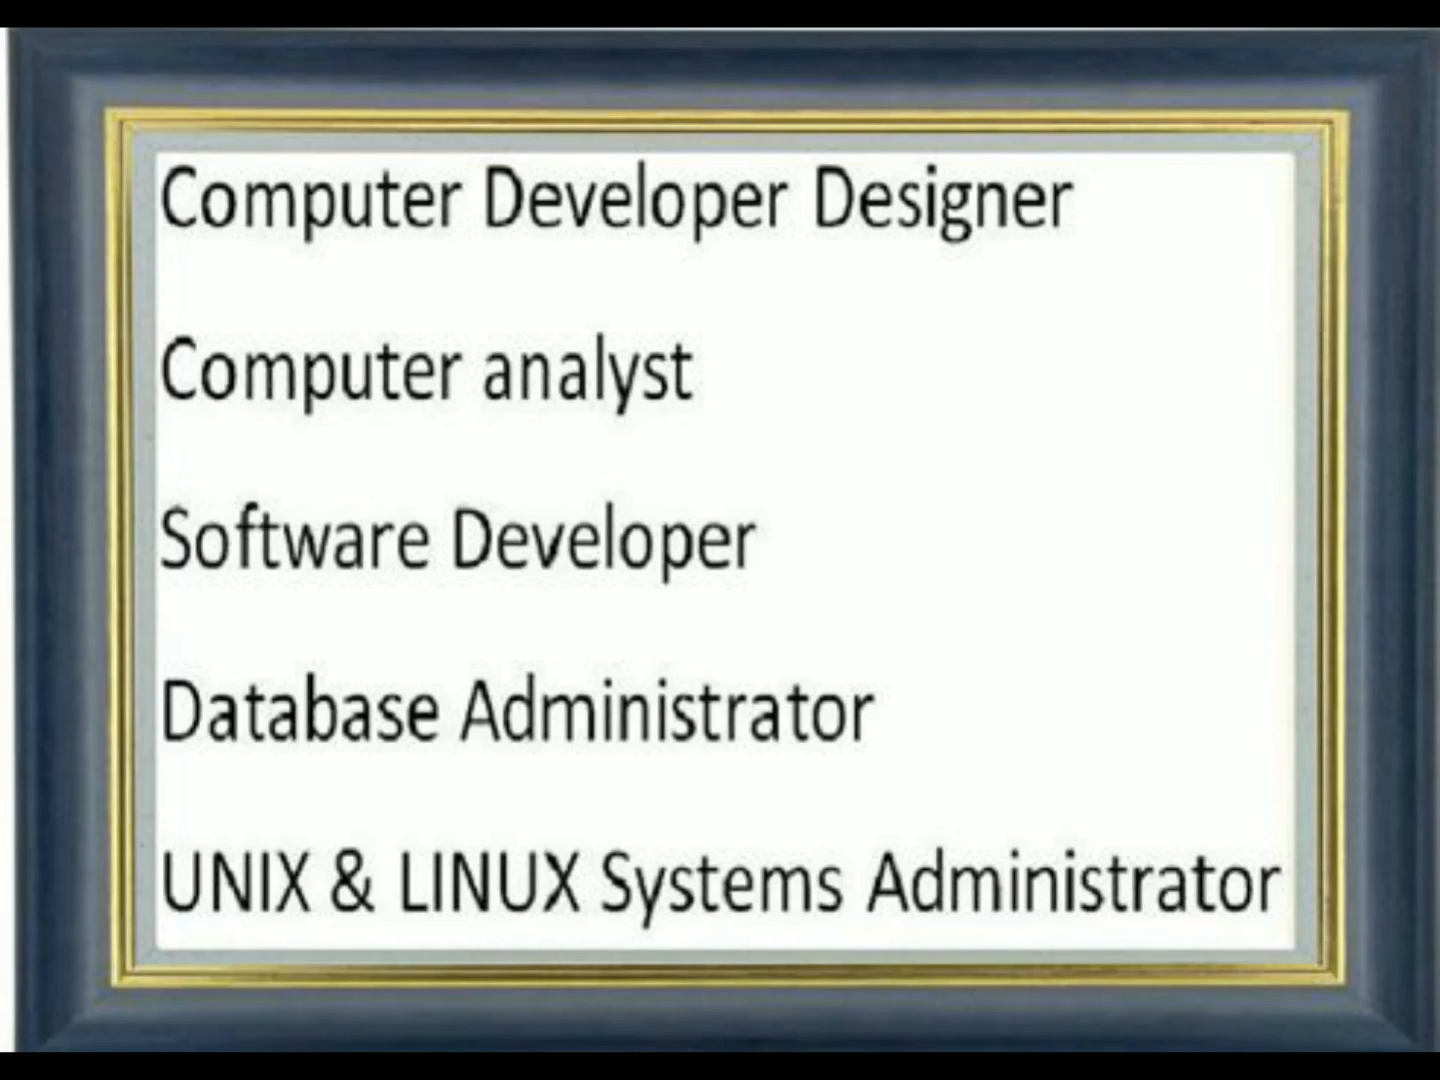 Computer Developer Designer
Computer analyst
Software Developer
Database Administrator
UNIX & LINUX Systems Administrator